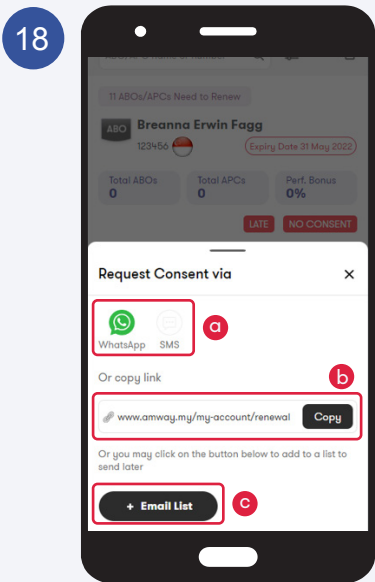 18
11 ABOs/APCs Need to Renew
ABO Breanna Erwin Fagg
123456 Expiry Date 31 May 2022
Total ABOs Total APCs Perf. Bonus
0 0 0%
LATE NO CONSENT
Request Consent via ×
WhatsApp SMS a
Or copy link b
www.amway.my/my-account/renewal Copy
Or you may click on the button below to add to a list to
send later
+ Email List c